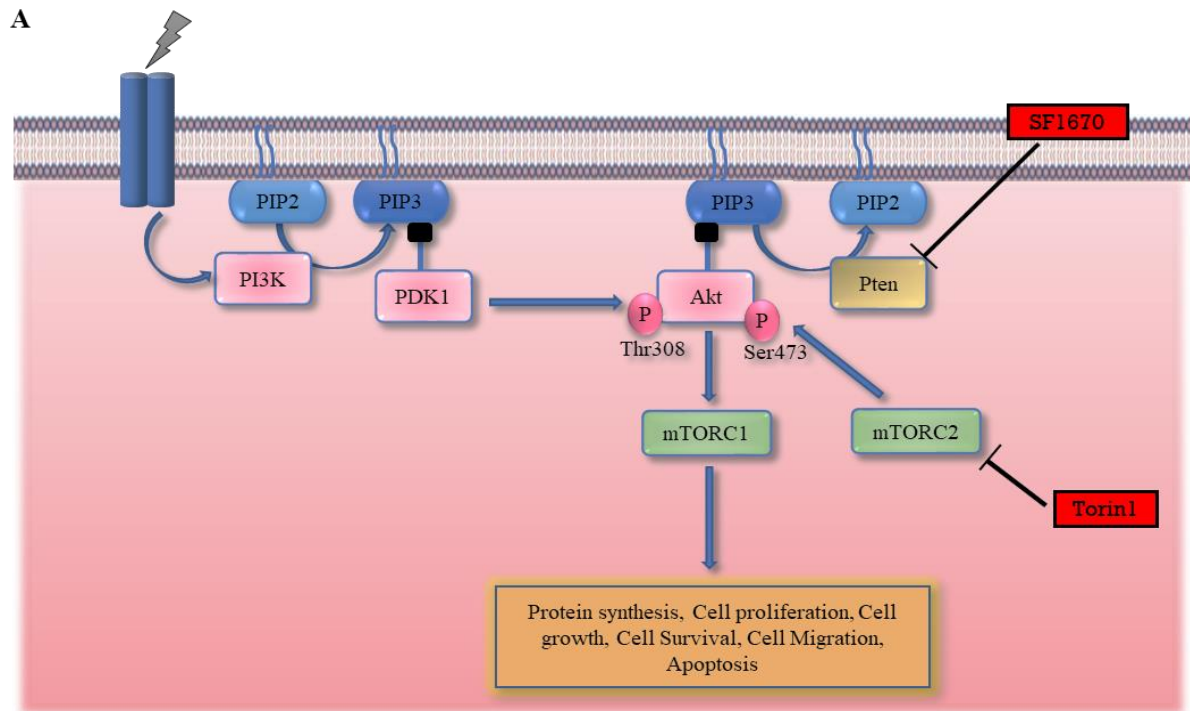 A
SF1670
PIP2
PIP3
PIP3
PIP2
PI3K
PDK1
Akt
Pten
P
P
Thr308
Ser473
mTORC1
mTORC2
Torin1
Protein synthesis, Cell proliferation, Cell
growth, Cell Survival, Cell Migration,
Apoptosis